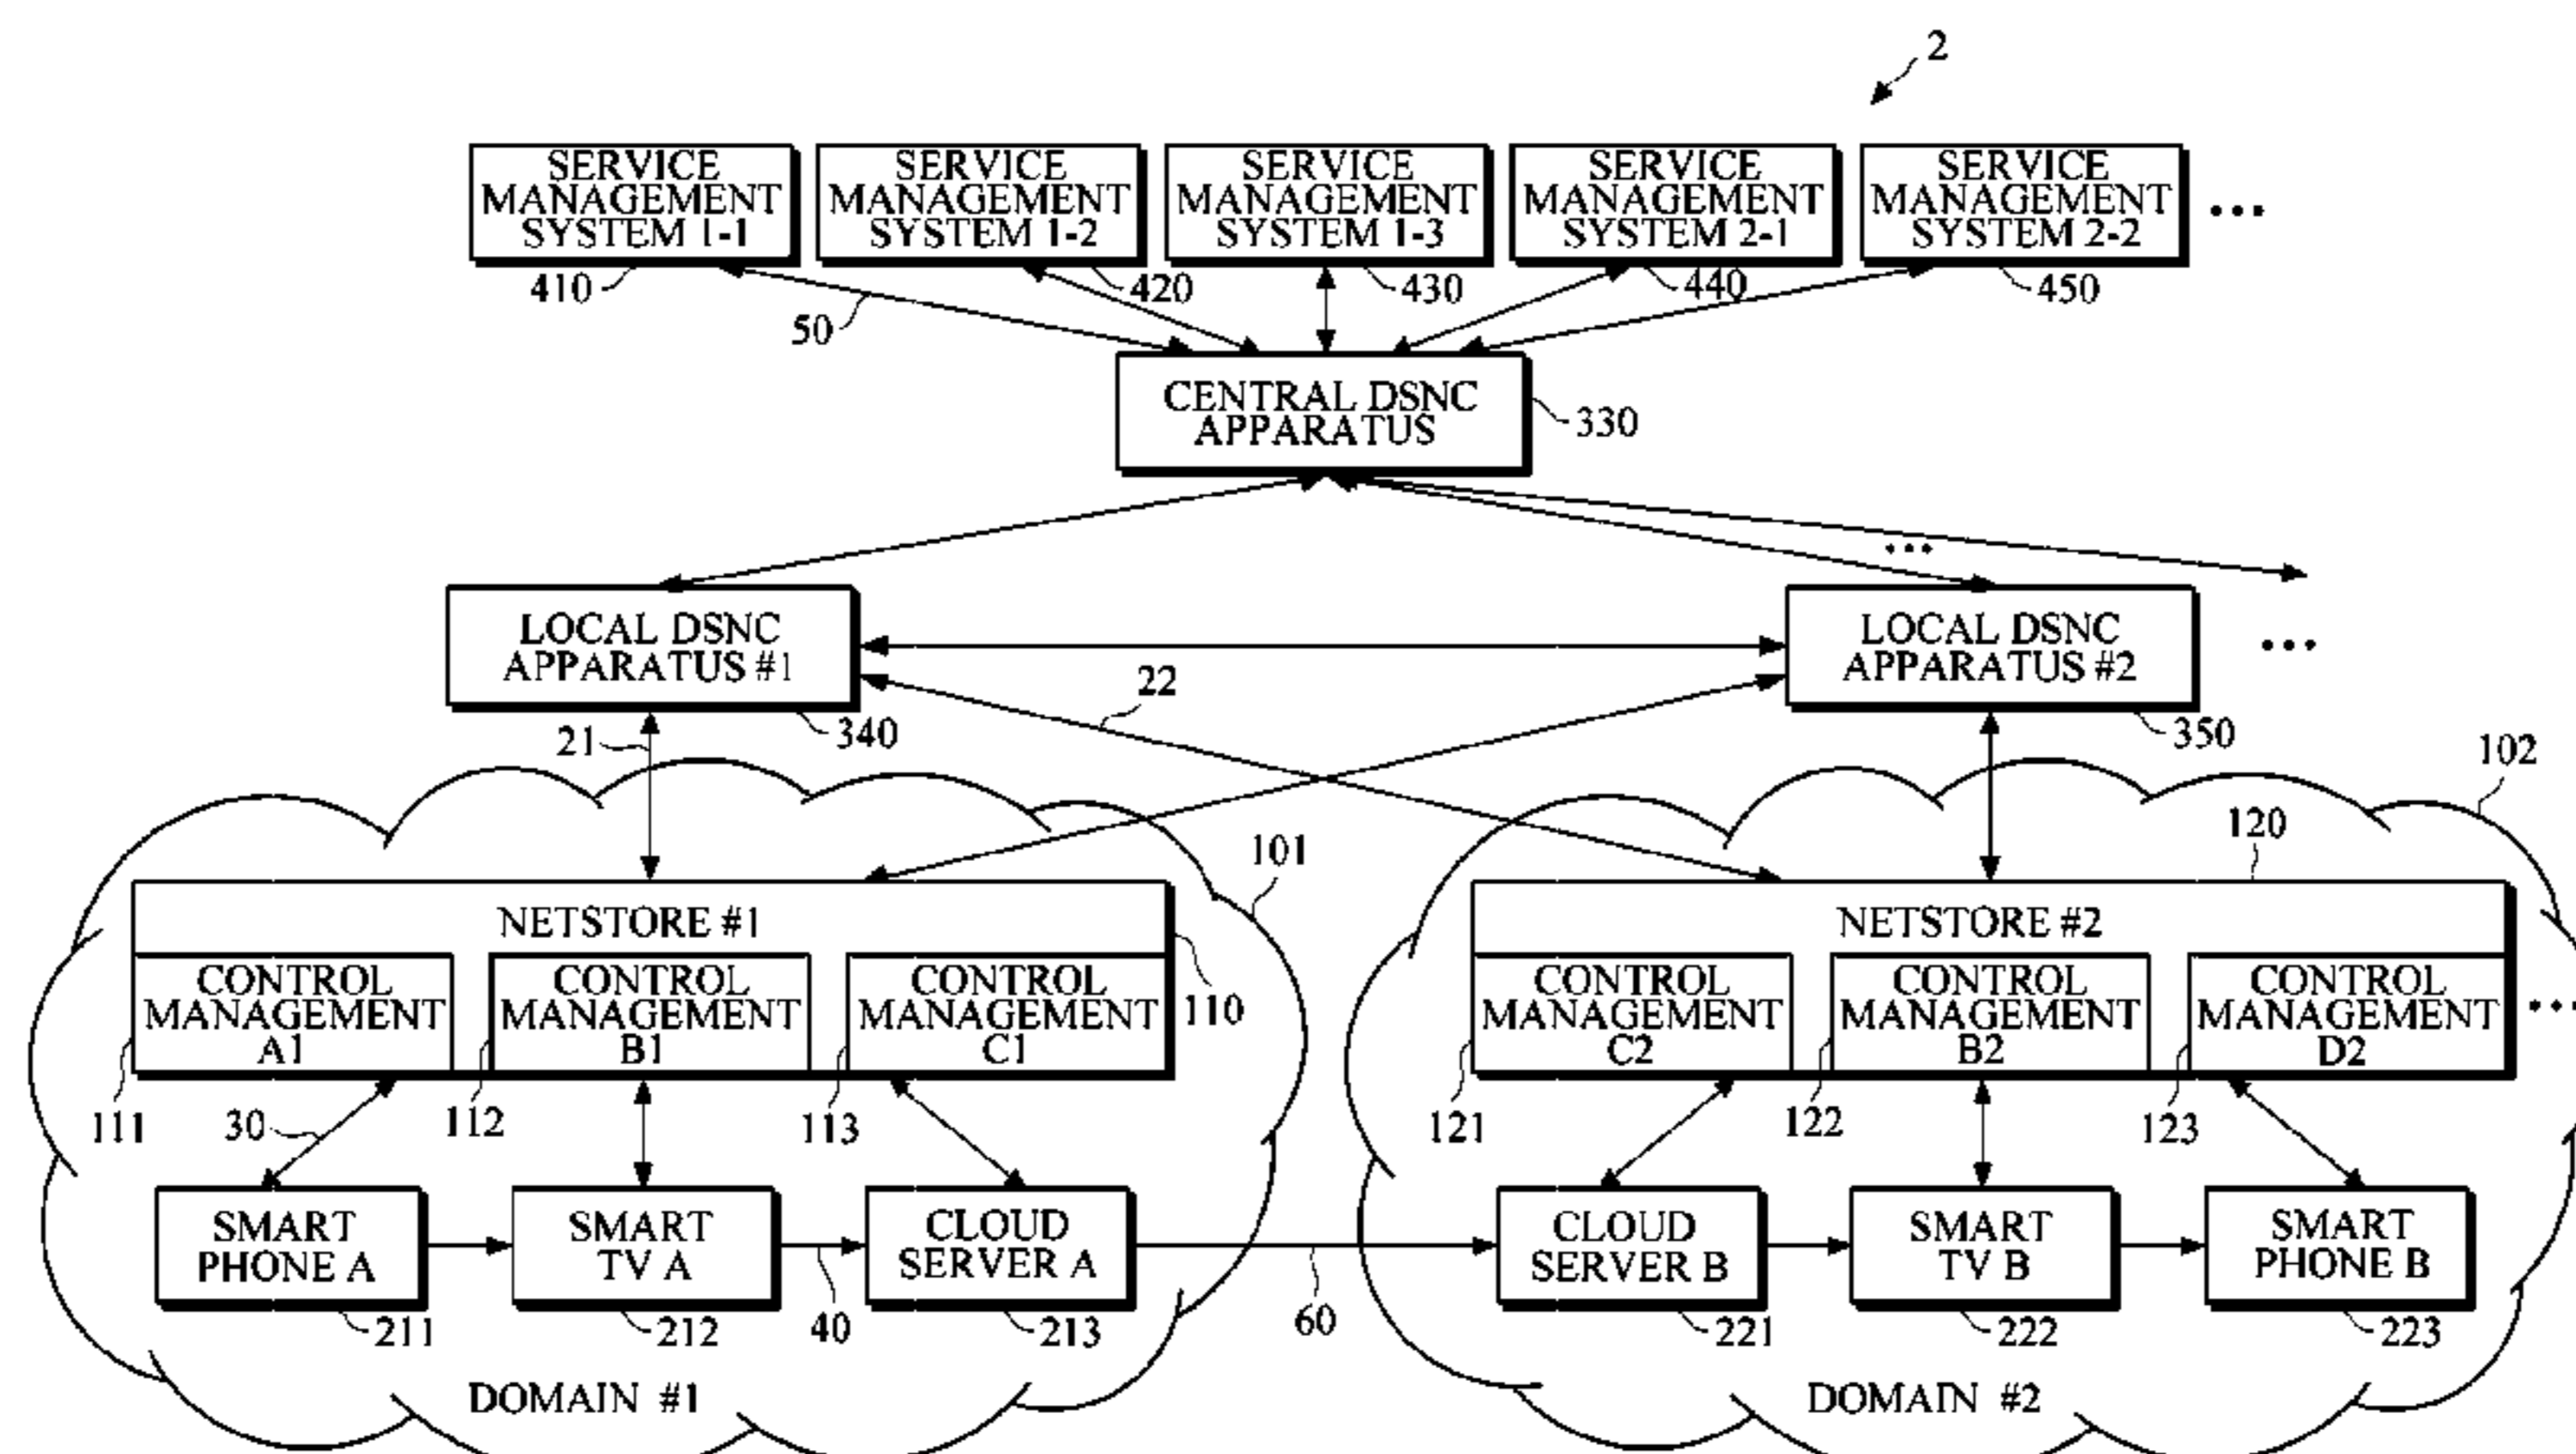 2
SERVICE
MANAGEMENT
SYSTEM 1-1
SERVICE
MANAGEMENT
SYSTEM 1-2
SERVICE
MANAGEMENT
SYSTEM 1-3
SERVICE
MANAGEMENT
SYSTEM 2-1
SERVICE
MANAGEMENT
SYSTEM 2-2
...
410
420
430
440
450
50
CENTRAL DSNC
APPARATUS
330
...
LOCAL DSNC
APPARATUS #1
LOCAL DSNC
APPARATUS #2
...
22
21
340
350
102
101
120
NETSTORE #1
NETSTORE #2
CONTROL
MANAGEMENT
A1
CONTROL
MANAGEMENT
B1
CONTROL
MANAGEMENT
C1
110
CONTROL
MANAGEMENT
C2
CONTROL
MANAGEMENT
B2
CONTROL
MANAGEMENT
D2
...
111
30
112
113
121
122
123
SMART
PHONE A
SMART
TV A
CLOUD
SERVER A
CLOUD
SERVER B
SMART
TV B
SMART
PHONE B
211
212
40
213
60
221
222
223
DOMAIN #1
DOMAIN #2